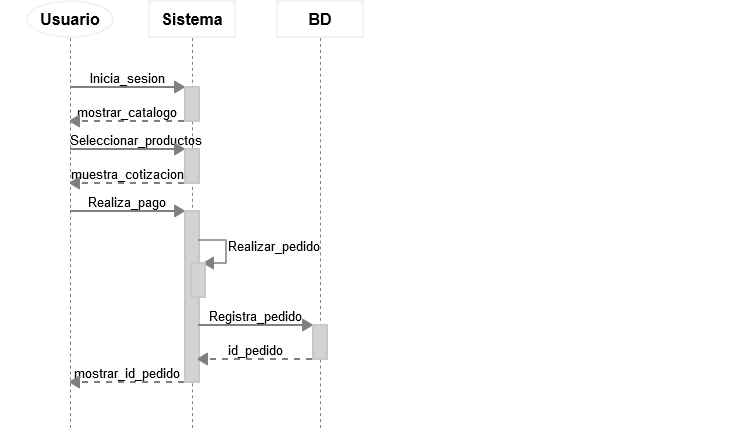 Usuario
Sistema
BD
Inicia_sesion
mostrar_catalogo
Seleccionar_productos
muestra_cotizacion
Realiza_pago
Realizar_pedido
Registra_pedido
id_pedido
mostrar_id_pedido